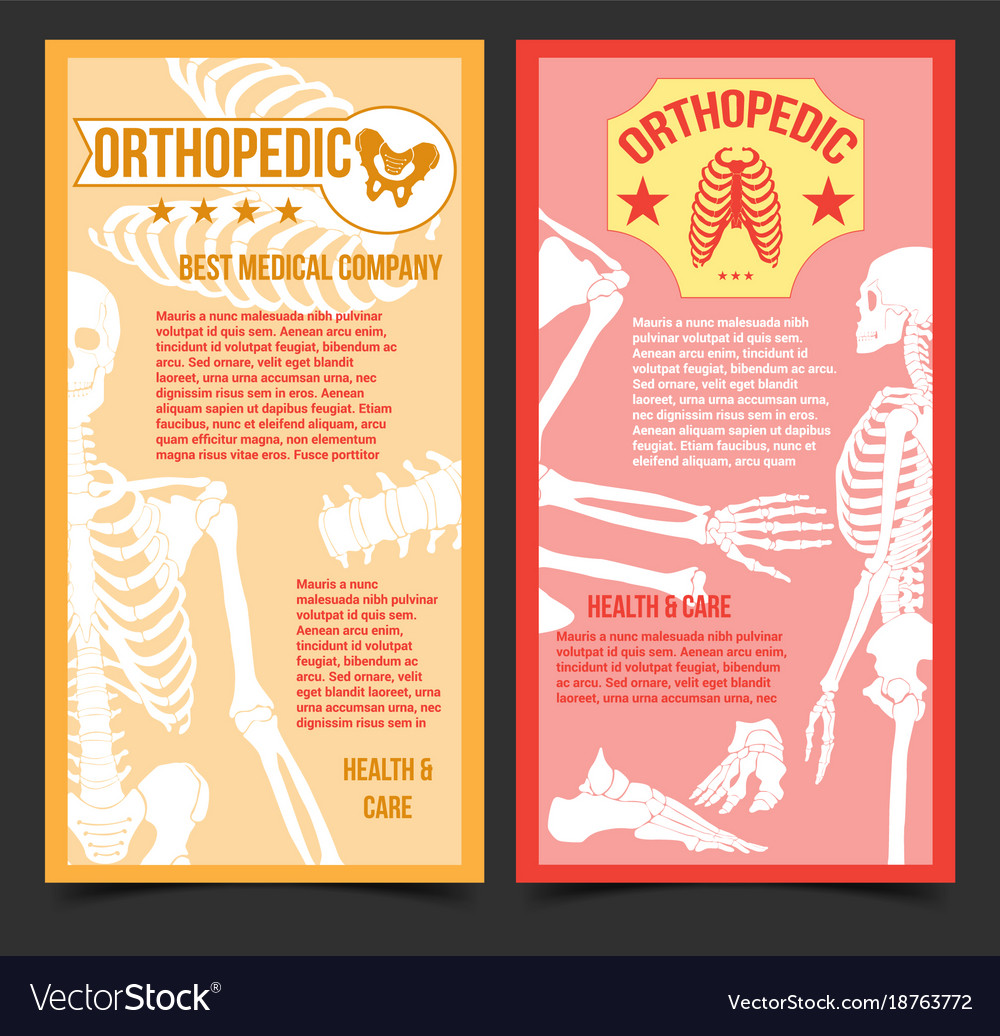 ORTHOPEDIC
BEST MEDICAL COMPANY
Mauris a nunc malesuada nibh pulvinar
volutpat id quis sem. Aenean arcu enim,
tincidunt id volutpat feugiat, bibendum ac
arcu. Sed ornare, velit eget blandit
laoreet, urna urna accumsan urna, nec
dignissim risus sem in eros. Aenean
aliquam sapien ut dapibus feugiat. Etiam
faucibus, nunc et eleifend aliquam, arcu
quam efficitur magna, non elementum
magna risus vitae eros. Fusce porttitor
Mauris a nunc
malesuada nibh pulvinar
volutpat id quis sem.
Aenean arcu enim,
tincidunt id volutpat
feugiat, bibendum ac
arcu. Sed ornare, velit
eget blandit laoreet, urna
urna accumsan urna, nec
dignissim risus sem in
HEALTH &
CARE
ORTHOPEDIC
Mauris a nunc malesuada nibh
pulvinar volutpat id quis sem.
Aenean arcu enim, tincidunt id
volutpat feugiat, bibendum ac arcu.
Sed ornare, velit eget blandit
laoreet, urna urna accumsan urna,
nec dignissim risus sem in eros.
Aenean aliquam sapien ut dapibus
feugiat. Etiam faucibus, nunc et
eleifend aliquam, arcu quam
HEALTH & CARE
Mauris a nunc malesuada nibh pulvinar
volutpat id quis sem. Aenean arcu enim,
tincidunt id volutpat feugiat, bibendum ac
arcu. Sed ornare, velit eget blandit
laoreet, urna urna accumsan urna, nec
VectorStock®
VectorStock.com/18763772